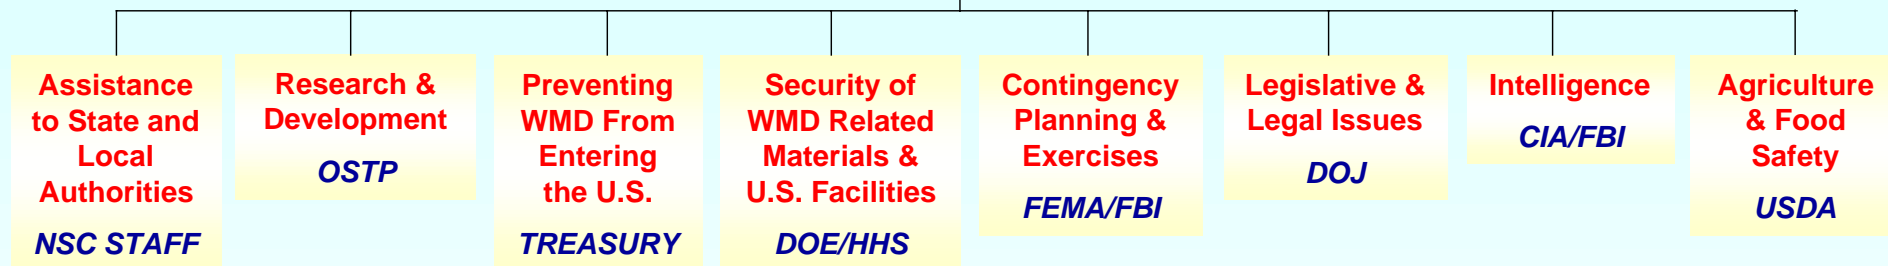 Assistance
to State and
Local
Authorities
NSC STAFF
Research &
Development
OSTP
Preventing
WMD From
Entering
the U.S.
TREASURY
Security of
WMD Related
Materials &
U.S. Facilities
DOE/HHS
Contingency
Planning &
Exercises
FEMA/FBI
Legislative &
Legal Issues
DOJ
Intelligence
CIA/FBI
Agriculture
& Food
Safety
USDA